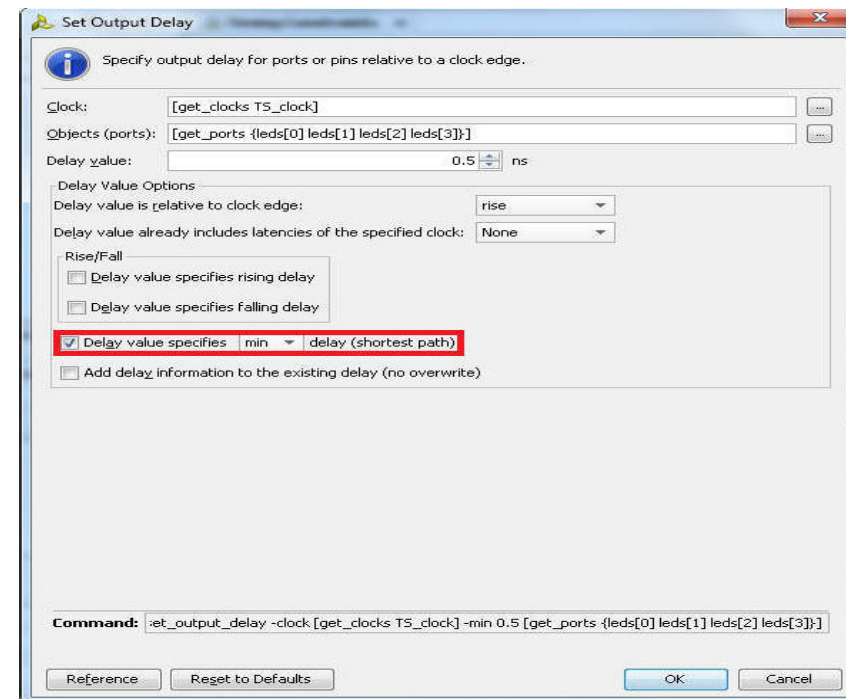 Set Output Delay
Specify output delay for ports or pins relative to a clock edge.
Clock: [get_clocks TS_clock] ...
Objects (ports): [get_ports {leds[0] leds[1] leds[2] leds[3]}] ...
Delay value: 0.5 ns
Delay Value Options
Delay value is relative to clock edge: rise
Delay value already includes latencies of the specified clock: None
Rise/Fall
Delay value specifies rising delay
Delay value specifies falling delay
Delay value specifies min delay (shortest path)
Add delay information to the existing delay (no overwrite)
Command: et_output_delay -clock [get_clocks TS_clock] -min 0.5 [get_ports {leds[0] leds[1] leds[2] leds[3]}]
Reference Reset to Defaults OK Cancel